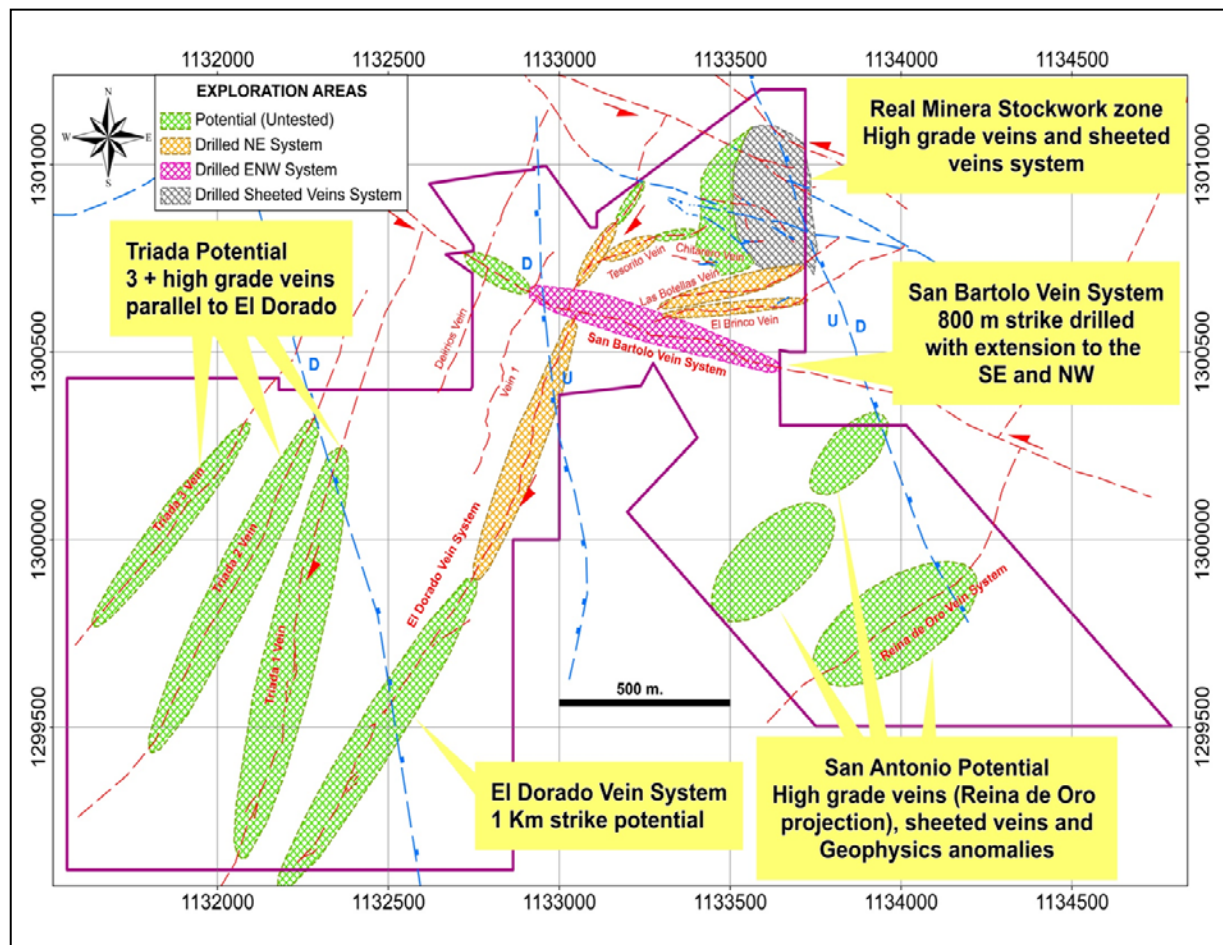 1132000 1132500 1133000 1133500 1134000 1134500
N
W E
S
EXPLORATION AREAS
Potential (Untested)
Drilled NE System
Drilled ENW System
Drilled Sheeted Veins System
Real Minera Stockwork zone
High grade veins and sheeted
veins system
1301000
1301000
Triada Potential
3 + high grade veins
parallel to El Dorado
San Bartolo Vein System
800 m strike drilled
with extension to the
SE and NW
Tesorito Vein
Chitarero Vein
Las Botellas Vein
El Brinco Vein
San Bartolo Vein System
Delirios Vein
Vein 1
D
D
U
U D
1300500
1300500
Triada 3 Vein
Triada 2 Vein
Triada 1 Vein
El Dorado Vein System
Reina de Oro Vein System
1300000
1300000
500 m.
1299500
1299500
El Dorado Vein System
1 Km strike potential
San Antonio Potential
High grade veins (Reina de Oro
projection), sheeted veins and
Geophysics anomalies
1132000 1132500 1133000 1133500 1134000 1134500